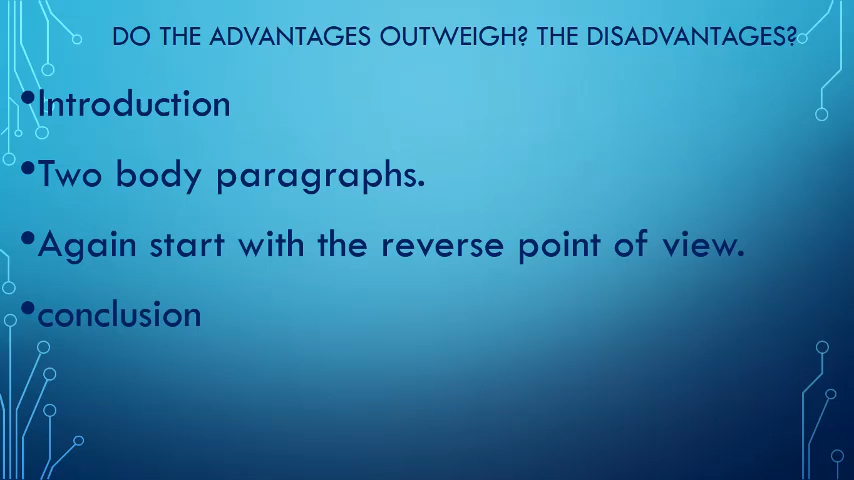 DO THE ADVANTAGES OUTWEIGH? THE DISADVANTAGES?
•Introduction
•Two body paragraphs.
•Again start with the reverse point of view.
•conclusion